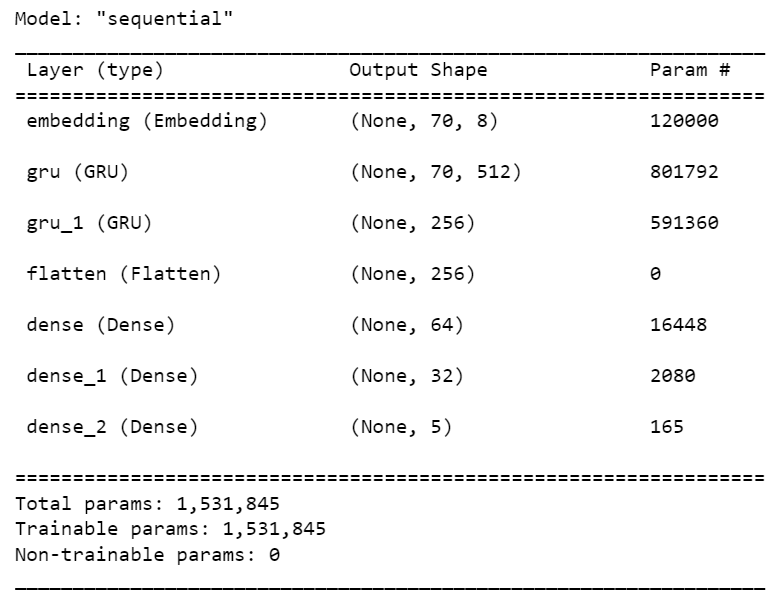 Model: "sequential"
_________________________________________________________________
Layer (type) Output Shape Param #
=================================================================
embedding (Embedding) (None, 70, 8) 120000
gru (GRU) (None, 70, 512) 801792
gru_1 (GRU) (None, 256) 591360
flatten (Flatten) (None, 256) 0
dense (Dense) (None, 64) 16448
dense_1 (Dense) (None, 32) 2080
dense_2 (Dense) (None, 5) 165
=================================================================
Total params: 1,531,845
Trainable params: 1,531,845
Non-trainable params: 0
_________________________________________________________________